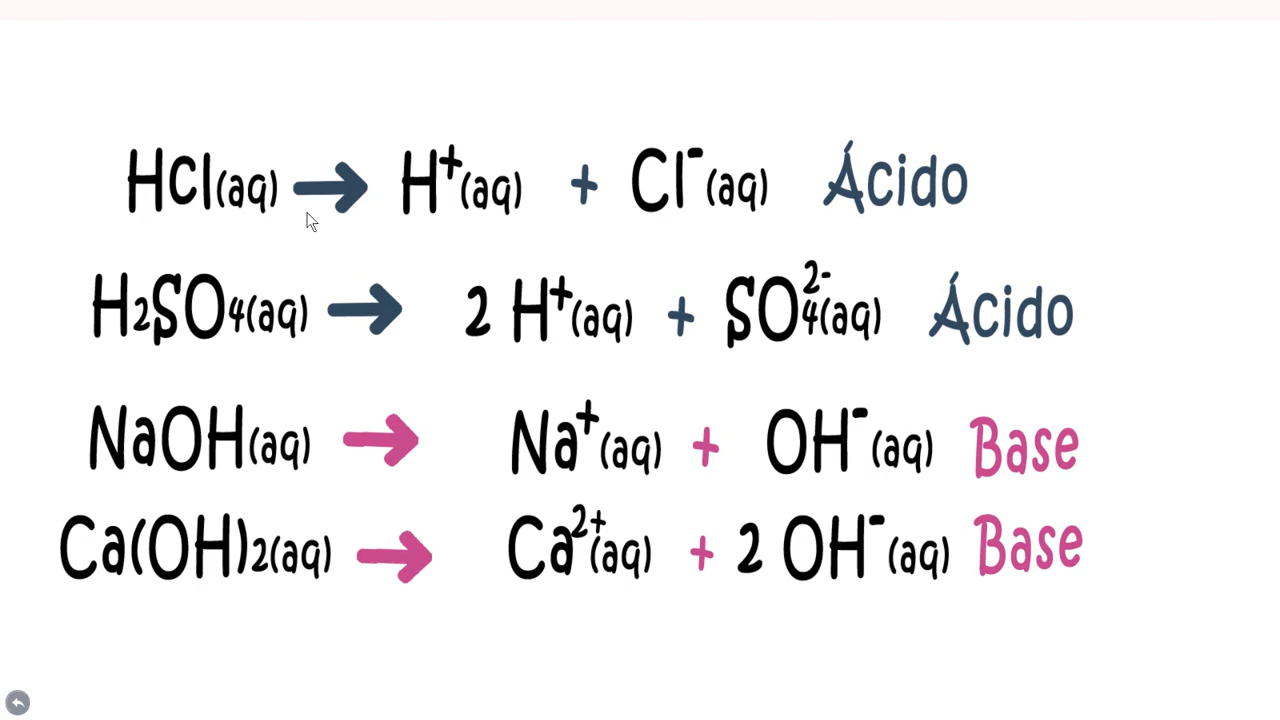 HCl(aq) → H⁺(aq) + Cl⁻(aq) Ácido
H₂SO₄(aq) → 2 H⁺(aq) + SO₄²⁻(aq) Ácido
NaOH(aq) → Na⁺(aq) + OH⁻(aq) Base
Ca(OH)₂(aq) → Ca²⁺(aq) + 2 OH⁻(aq) Base